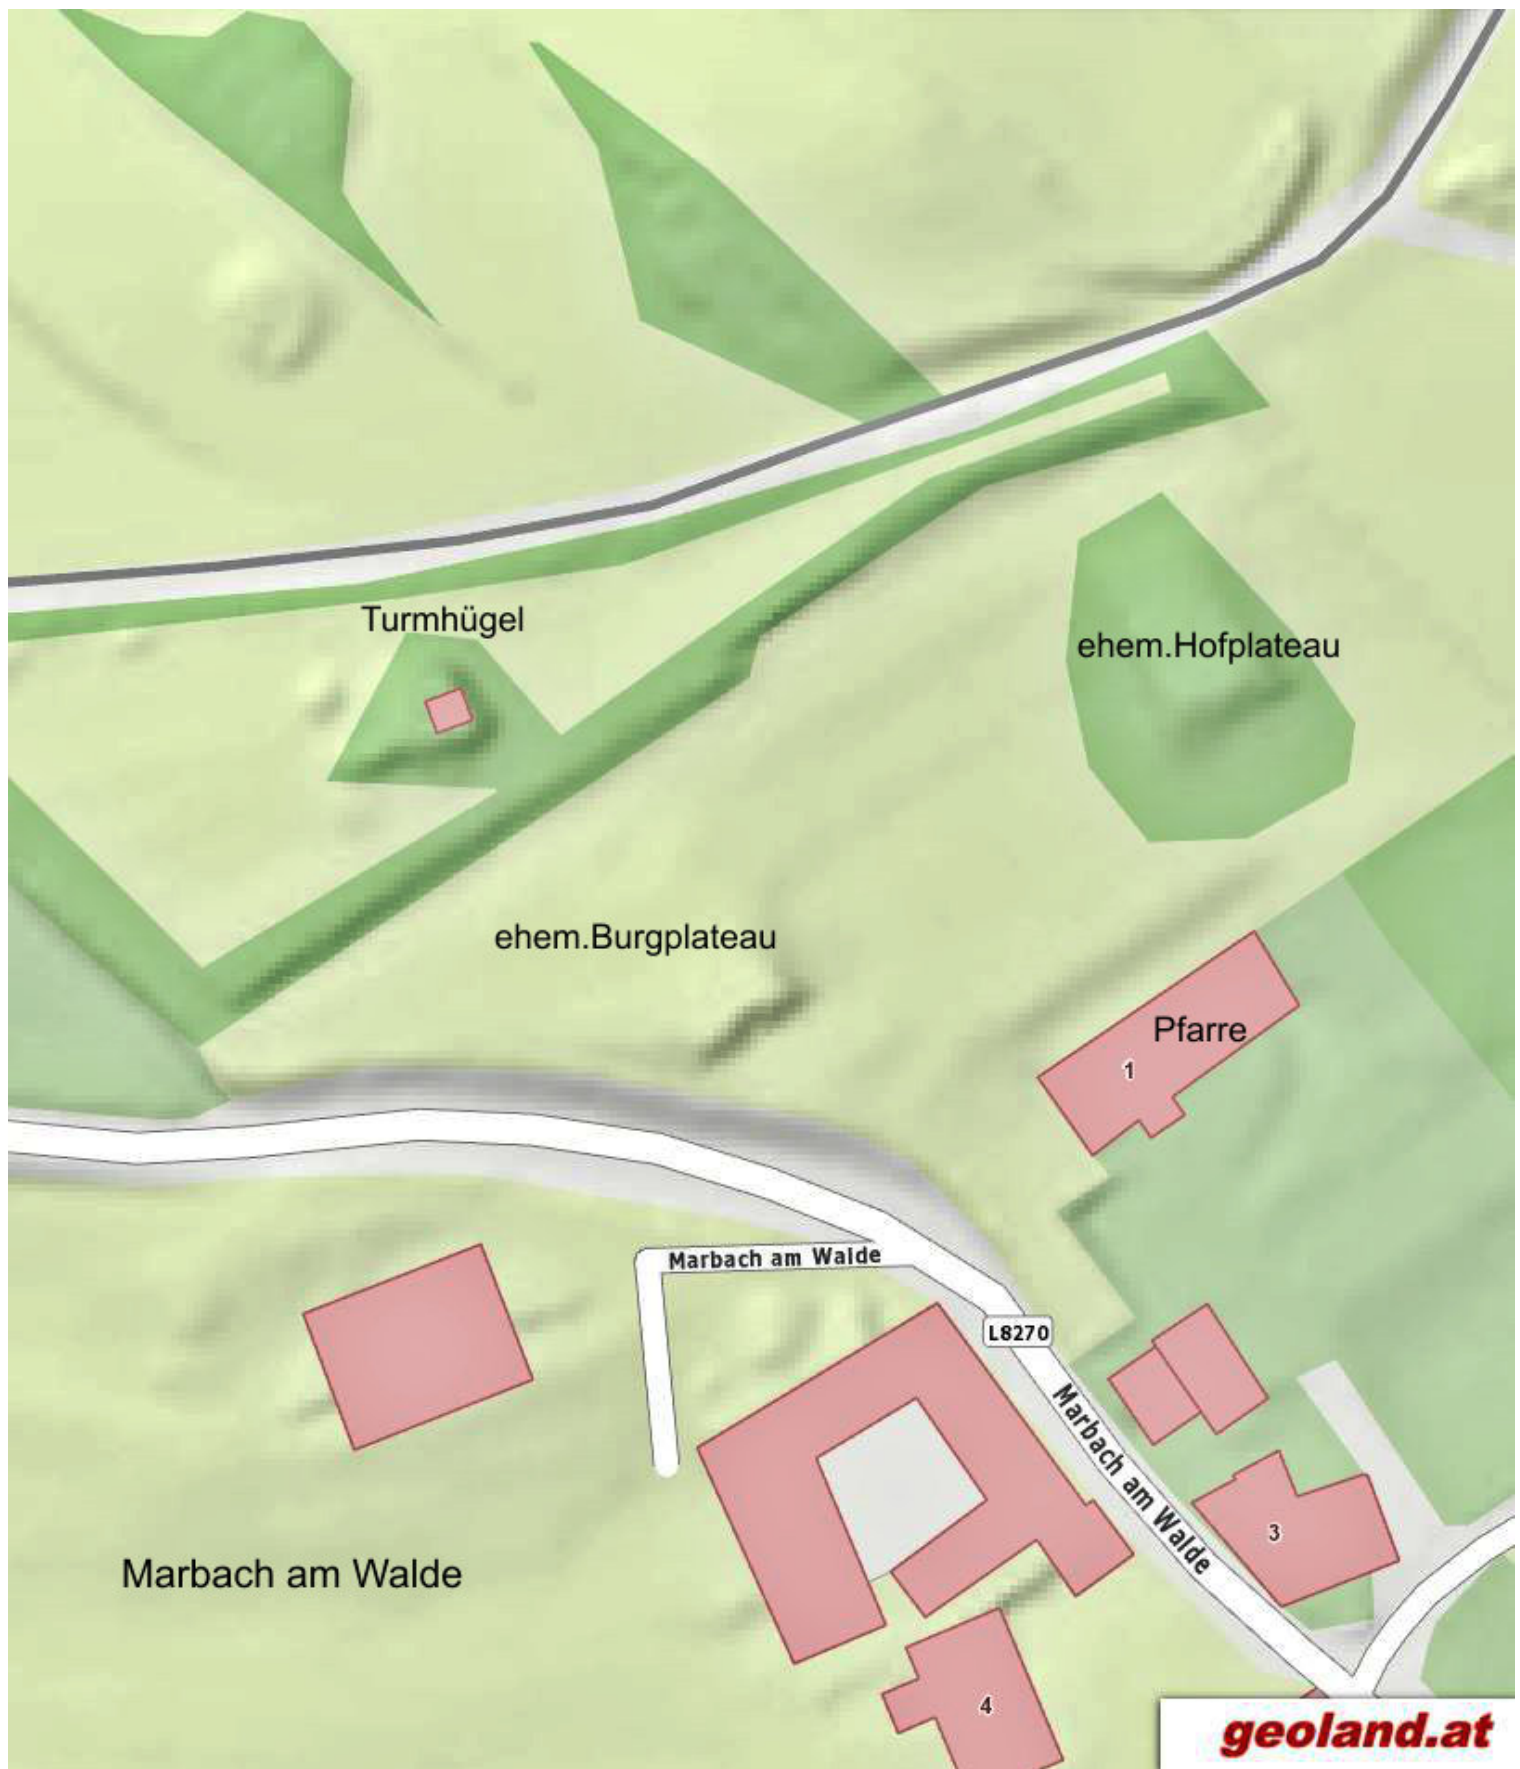 Turmhügel
ehem.Hofplateau
ehem.Burgplateau
Pfarre
1
Marbach am Walde
L8270
Marbach am Walde
3
Marbach am Walde
4
geoland.at